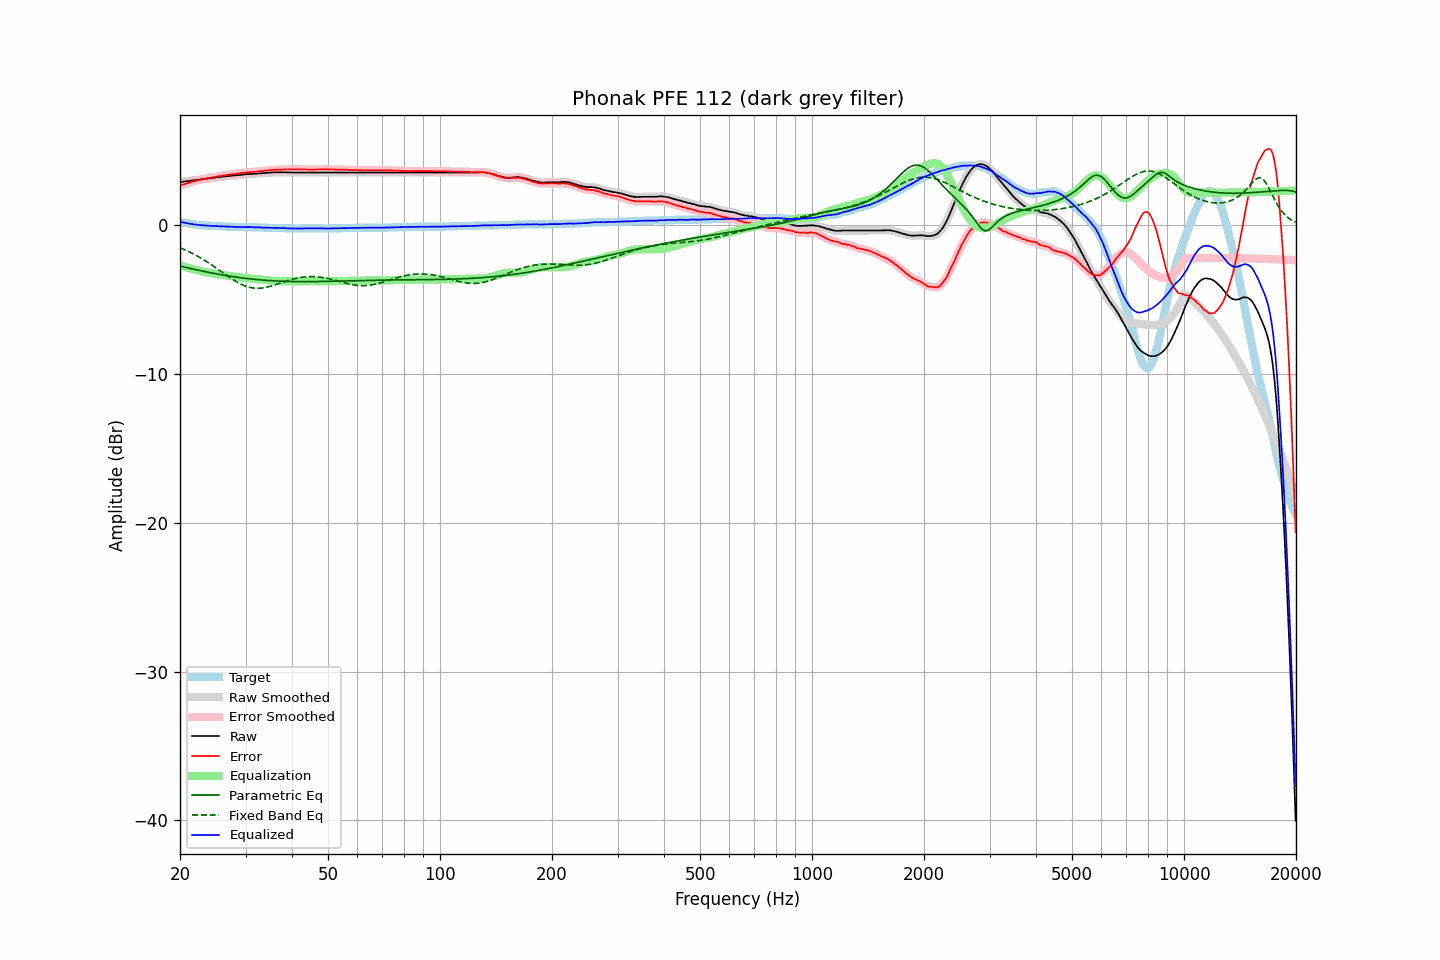 Phonak PFE 112 (dark grey filter)
Amplitude (dBr)
0
−10
−20
−30
−40
Target
Raw Smoothed
Error Smoothed
Raw
Error
Equalization
Parametric Eq
Fixed Band Eq
Equalized
20 50 100 200 500 1000 2000 5000 10000 20000
Frequency (Hz)